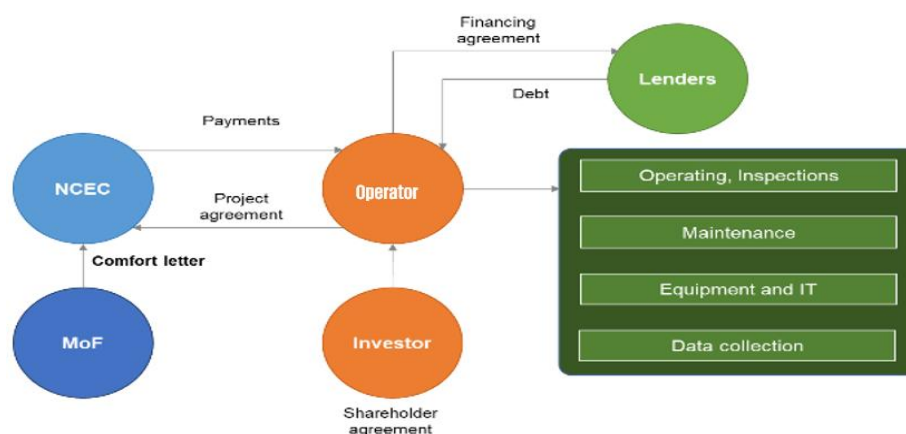 Financing
agreement
Lenders
Debt
Payments
NCEC
Operator
Project
agreement
Comfort letter
MoF
Investor
Shareholder
agreement
Operating, Inspections
Maintenance
Equipment and IT
Data collection